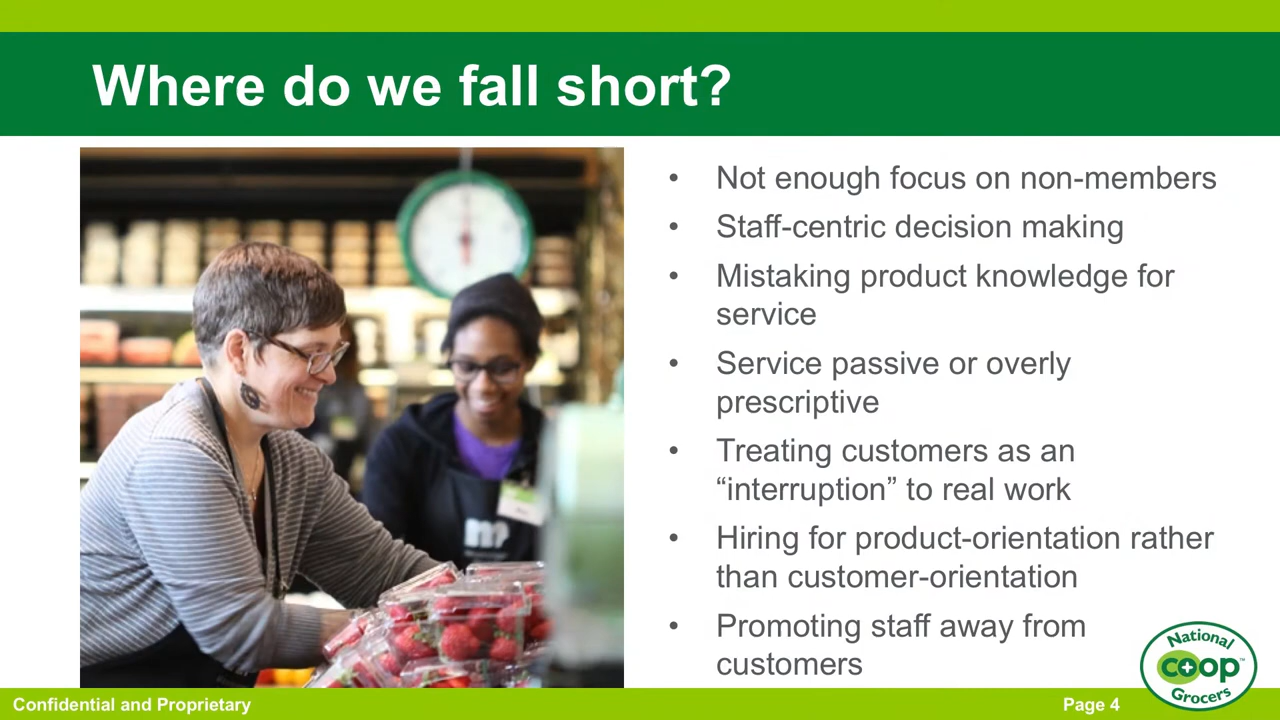 Where do we fall short?
• Not enough focus on non-members
• Staff-centric decision making
• Mistaking product knowledge for
service
• Service passive or overly
prescriptive
• Treating customers as an
“interruption” to real work
• Hiring for product-orientation rather
than customer-orientation
• Promoting staff away from
customers
National
co+op™
Grocers
Confidential and Proprietary
Page 4